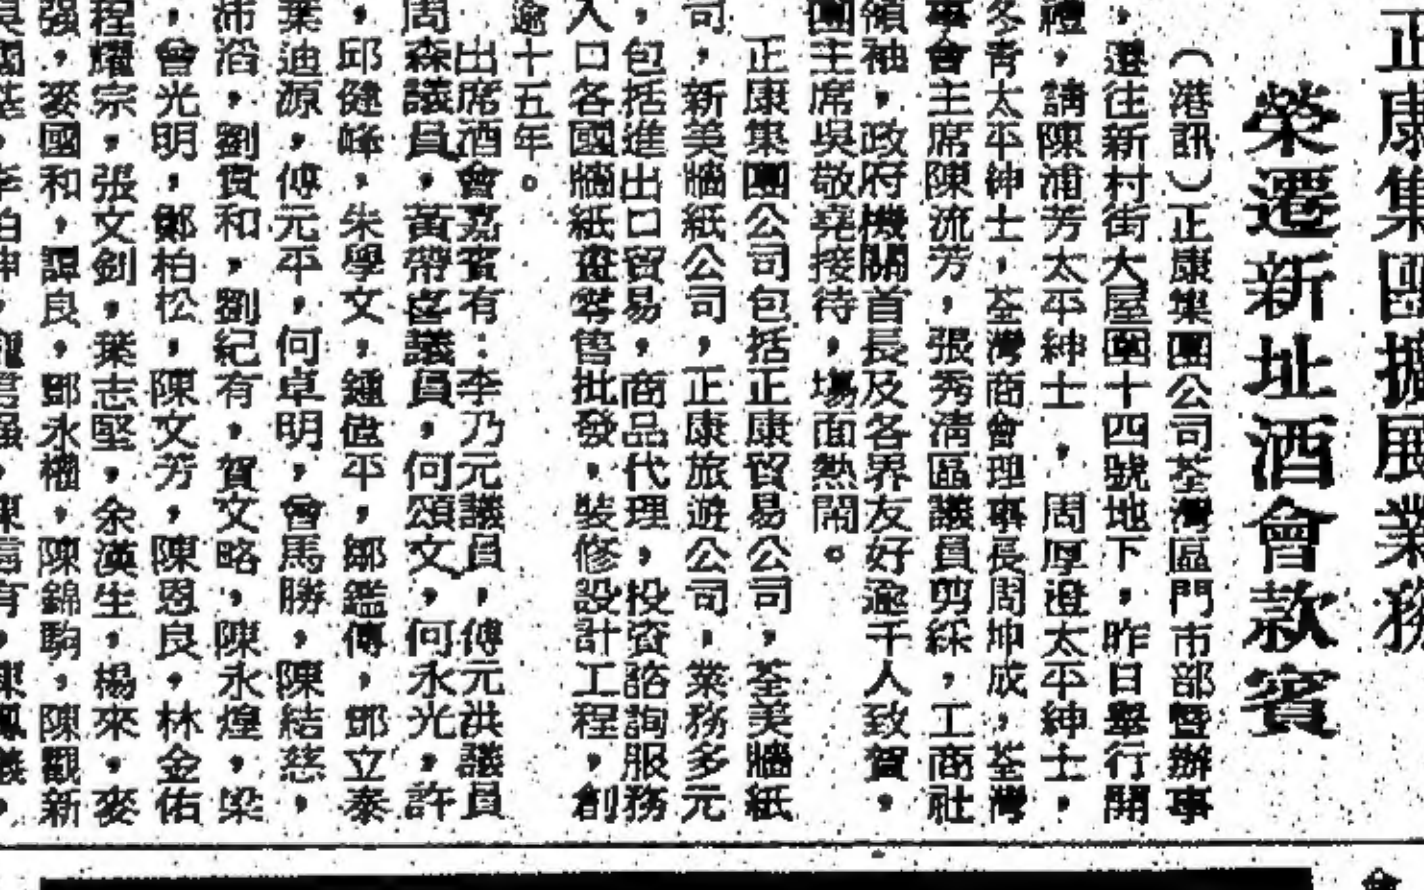 正康集團擴展業務
榮遷新址酒會款賓
（港訊）正康集團公司荃灣區門市部暨辦事
，遷往新村街大屋圍十四號地下，昨日舉行開
禮，請陳浦芳太平紳士，周厚澄太平紳士，
冬青太平紳士，荃灣商會理事長周坤成，荃灣
事會主席陳流芳，張秀清區議員剪綵，工商社
領袖，政府機關首長及各界友好逾千人致賀，
團主席吳敬堯接待，場面熱鬧。
正康集團公司包括正康貿易公司，荃美牆紙
司，新美牆紙公司，正康旅遊公司，業務多元
，包括進出口貿易，商品代理，投資諮詢服務
入口各國牆紙直零售批發，裝修設計工程，創
逾十五年。
出席酒會嘉賓有：李乃元議員，傅元洪議員
周森議員，黃帶喜議員，何頌文，何永光，許
，邱健峰，朱學文，鍾偉平，鄒鑑傳，鄧立泰
葉迪源，傅元平，何卓明，曾馬勝，陳結慈，
沛滔，劉貫和，劉紀有，賀文略，陳永煌，梁
，曾光明，鄭柏松，陳文芳，陳恩良，林金佑
程耀宗，張文釗，葉志堅，余漢生，楊來，麥
强，麥國和，譚良，鄧永權，陳錦駒，陳觀新